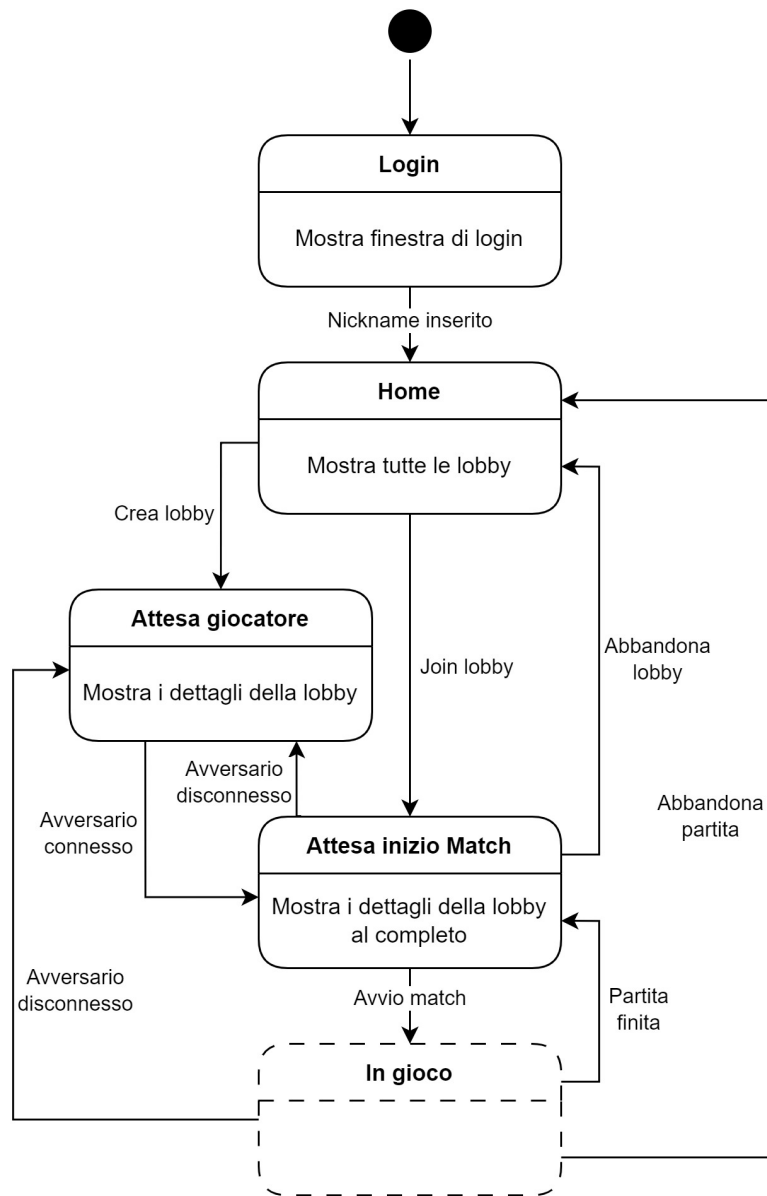 Login
Mostra finestra di login
Nickname inserito
Home
Mostra tutte le lobby
Crea lobby
Attesa giocatore
Mostra i dettagli della lobby
Join lobby
Abbandona
lobby
Avversario
disconnesso
Avversario
connesso
Abbandona
partita
Attesa inizio Match
Mostra i dettagli della lobby
al completo
Avversario
disconnesso
Avvio match
Partita
finita
In gioco